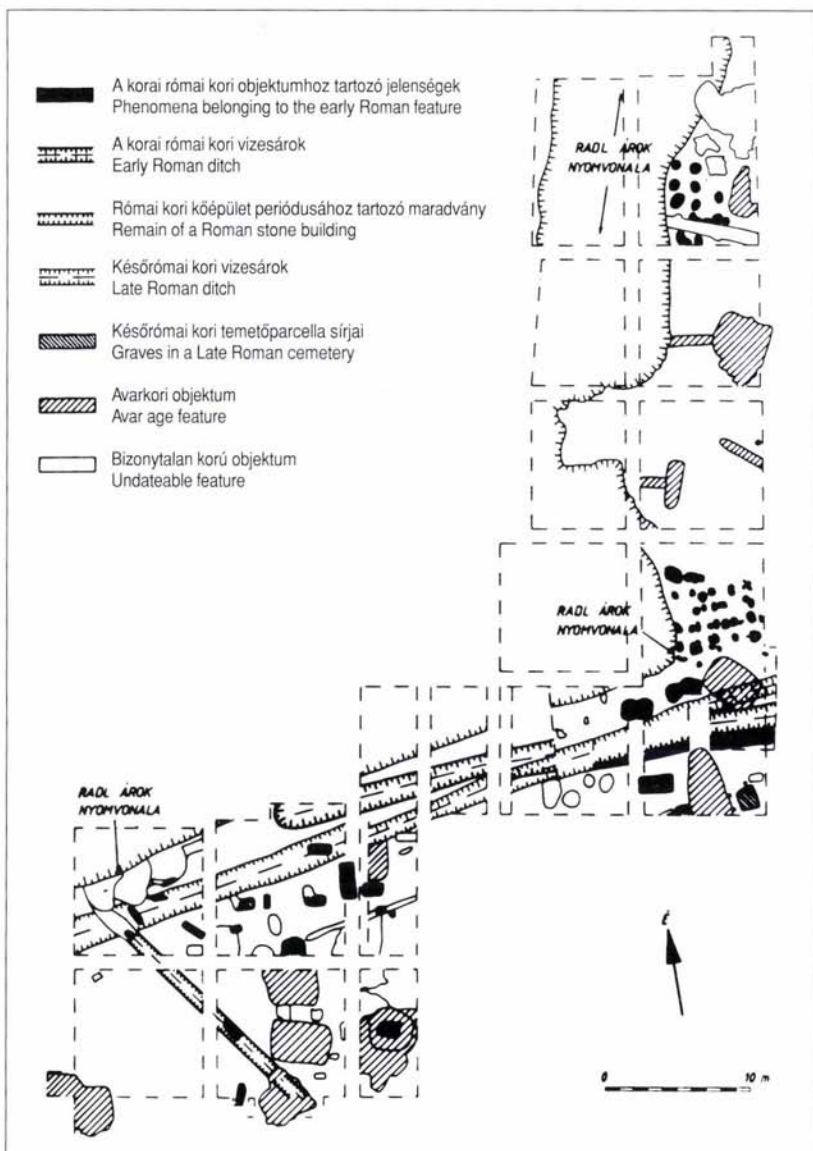 A korai római kori objektumhoz tartozó jelenségek
Phenomena belonging to the early Roman feature
A korai római kori vizesárok
Early Roman ditch
Római kori kőépület periódusához tartozó maradvány
Remain of a Roman stone building
Későrómai kori vizesárok
Late Roman ditch
Későrómai kori temetőparcella sírjai
Graves in a Late Roman cemetery
Avarkori objektum
Avar age feature
Bizonytalan korú objektum
Undateable feature
RADL ÁROK
NYOMVONALA
RADL ÁROK
NYOMVONALA
RADL ÁROK
NYOMVONALA
É
0 10 m